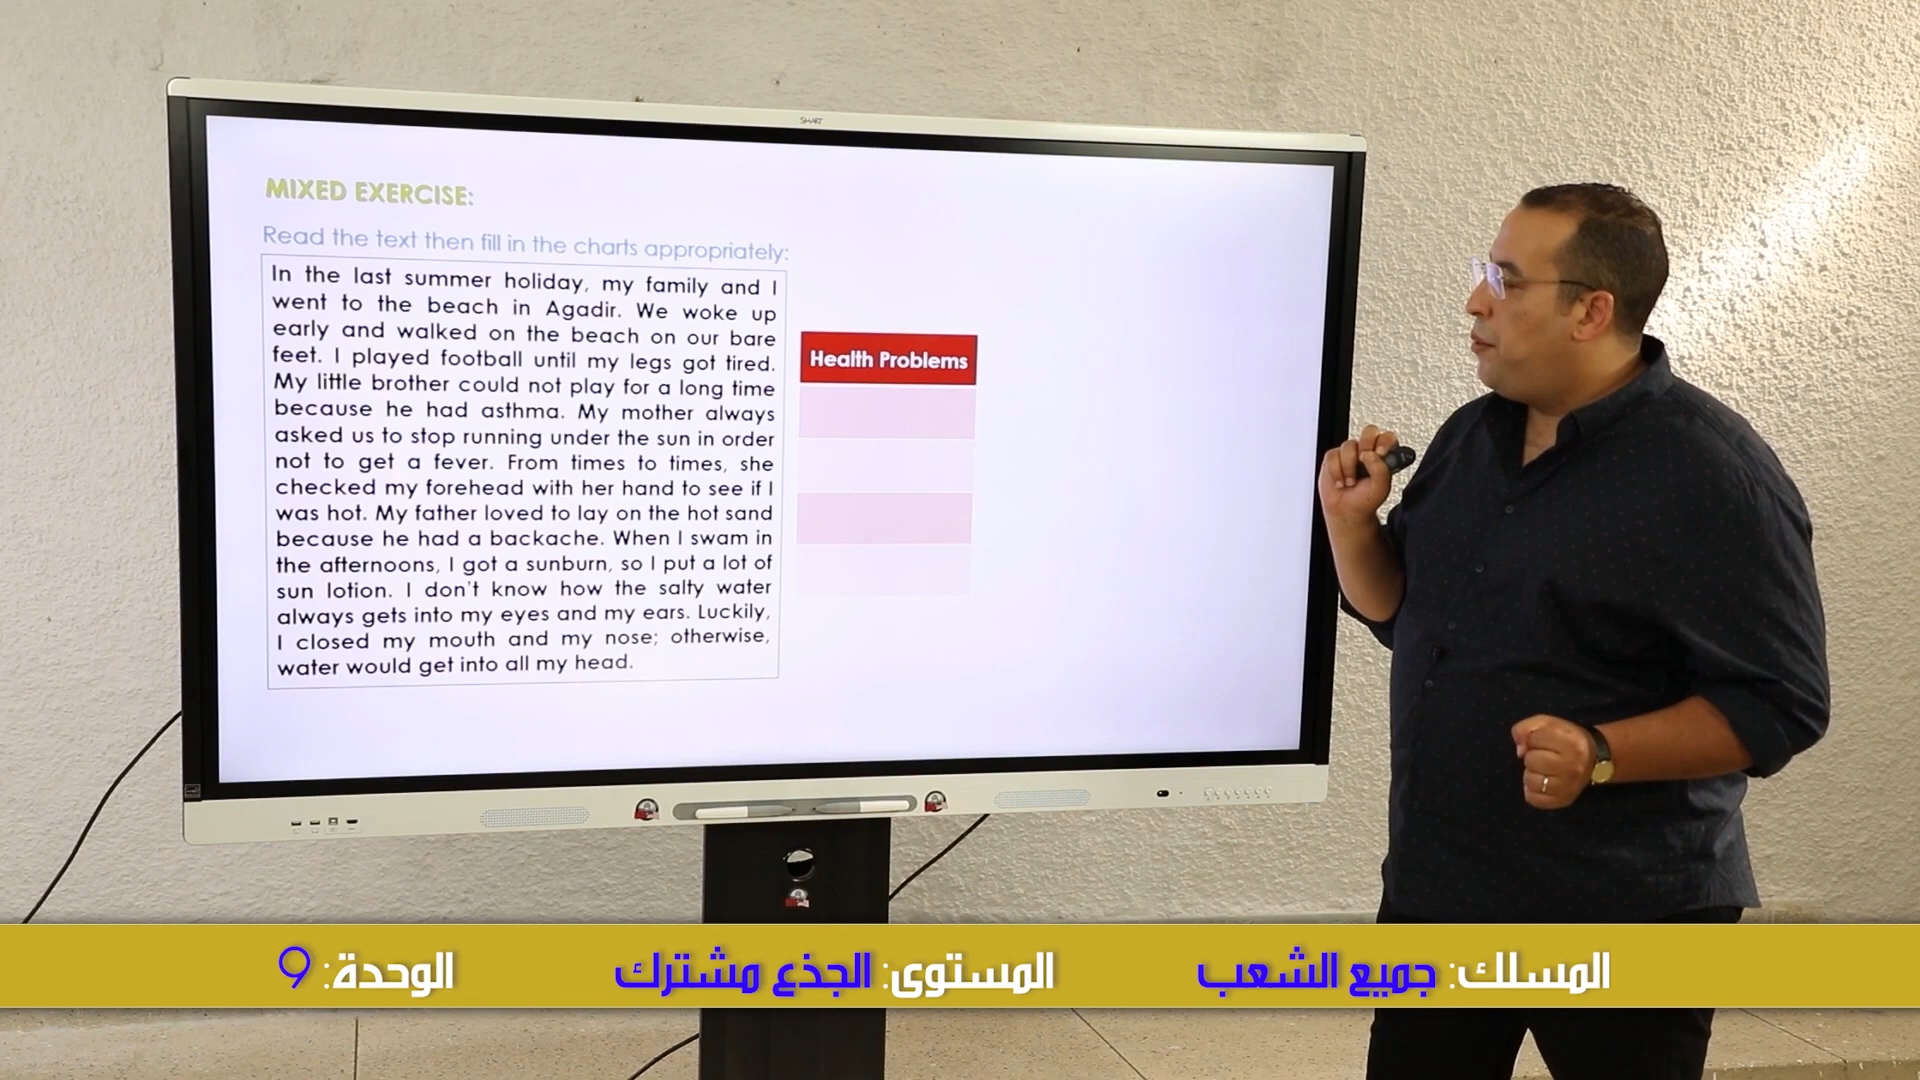 SMART
MIXED EXERCISE:
Read the text then fill in the charts appropriately:
In the last summer holiday, my family and I
went to the beach in Agadir. We woke up
early and walked on the beach on our bare
feet. I played football until my legs got tired.
My little brother could not play for a long time
because he had asthma. My mother always
asked us to stop running under the sun in order
not to get a fever. From times to times, she
checked my forehead with her hand to see if I
was hot. My father loved to lay on the hot sand
because he had a backache. When I swam in
the afternoons, I got a sunburn, so I put a lot of
sun lotion. I don't know how the salty water
always gets into my eyes and my ears. Luckily,
I closed my mouth and my nose; otherwise,
water would get into all my head.
Health Problems
المسلك: جميع الشعب المستوى: الجذع مشترك الوحدة: 9